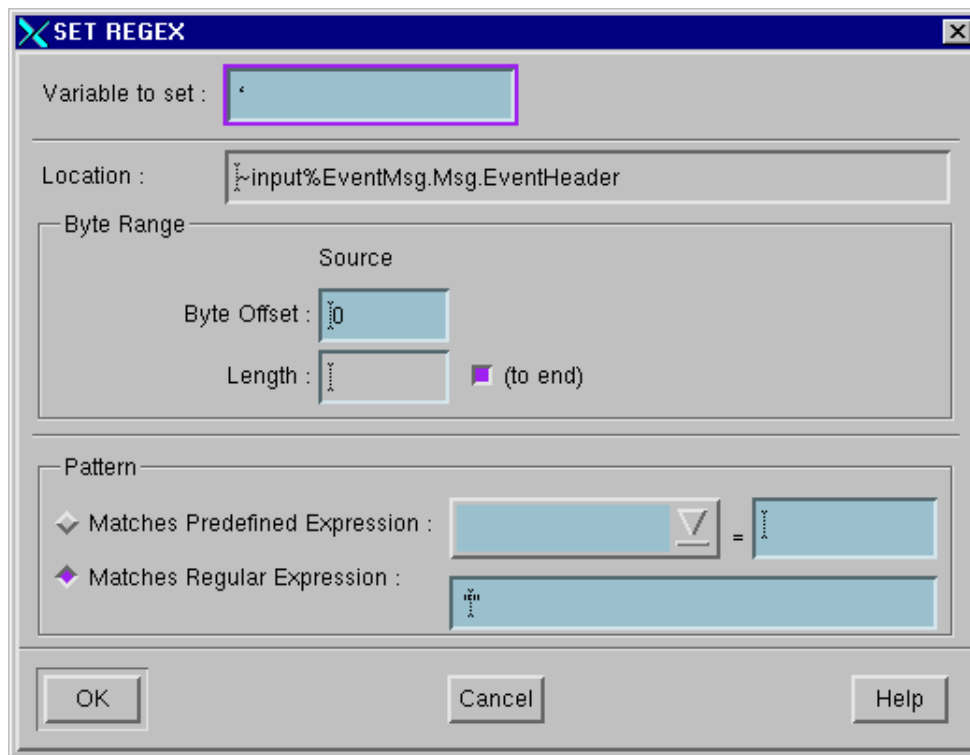 SET REGEX
Variable to set : ‘
Location : ~input%EventMsg.Msg.EventHeader
Byte Range
Source
Byte Offset : 0
Length : (to end)
Pattern
Matches Predefined Expression : =
Matches Regular Expression : ""
OK Cancel Help